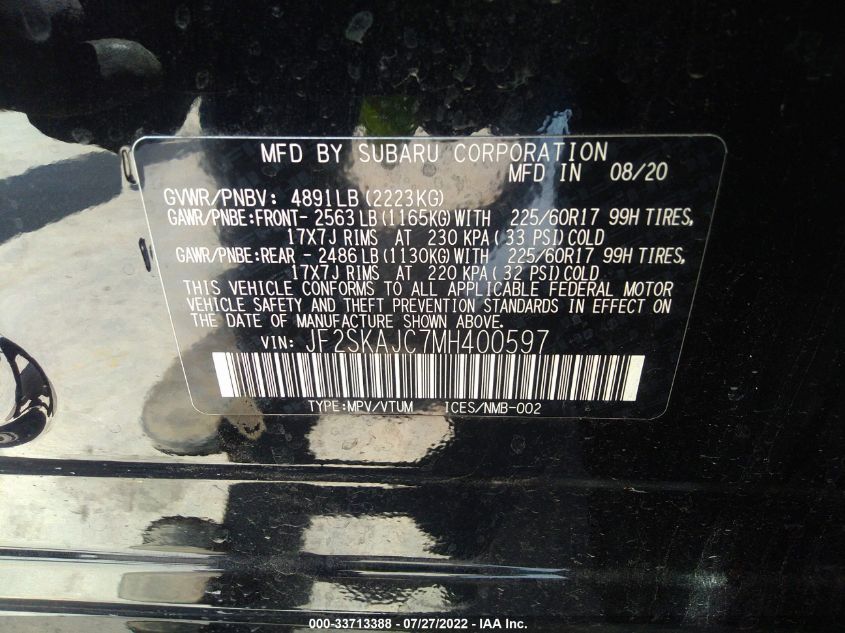 MFD BY SUBARU CORPORATION
MFD IN 08/20
GVWR/PNBV: 4891LB (2223KG)
GAWR/PNBE:FRONT- 2563 LB (1165KG) WITH 225/60R17 99H TIRES,
17X7J RIMS AT 230 KPA ( 33 PSI) COLD
GAWR/PNBE:REAR - 2486 LB (1130KG) WITH 225/60R17 99H TIRES,
17X7J RIMS AT 220 KPA ( 32 PSI) COLD
THIS VEHICLE CONFORMS TO ALL APPLICABLE FEDERAL MOTOR
VEHICLE SAFETY AND THEFT PREVENTION STANDARDS IN EFFECT ON
THE DATE OF MANUFACTURE SHOWN ABOVE.
VIN: JF2SKAJC7MH400597
TYPE:MPV/VTUM ICES/NMB-002
000-33713388 - 07/27/2022 - IAA Inc.